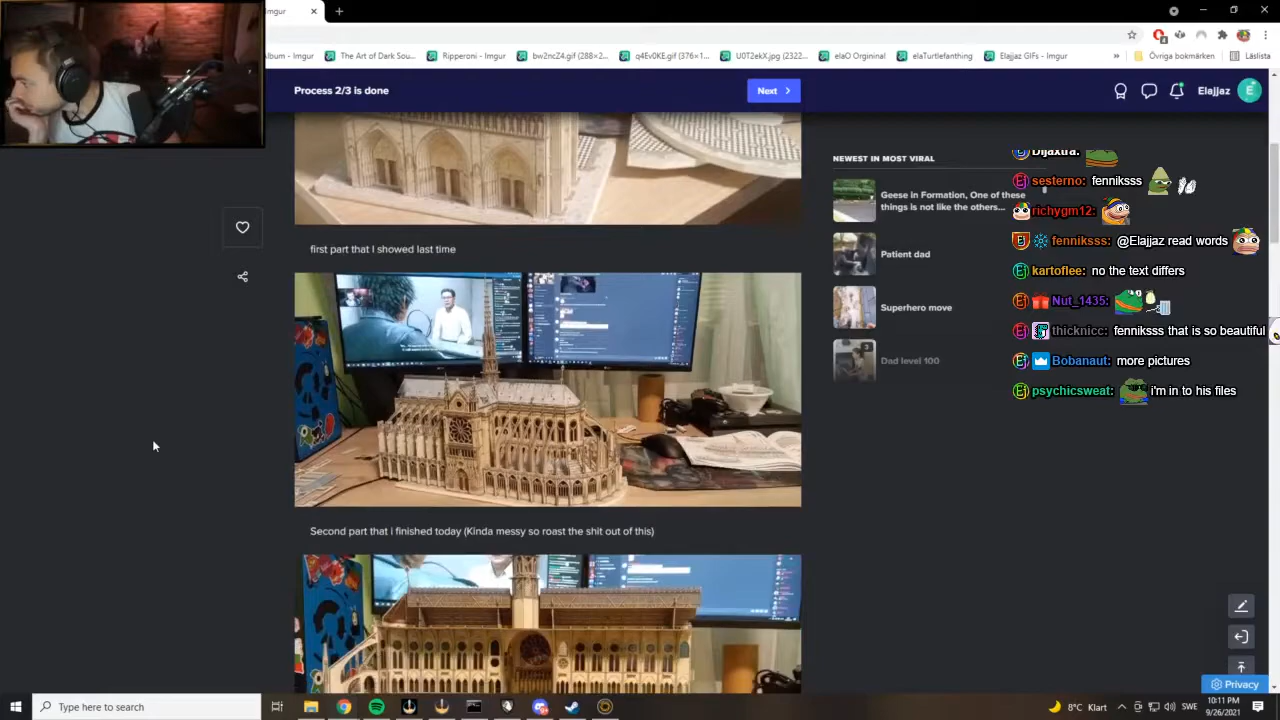 Imgur
lbum - Imgur
The Art of Dark Sou...
Ripperoni - Imgur
bw2ncZ4.gif (288×2...
q4Ev0KE.gif (376×1...
U0T2ekX.jpg (2322...
elaO Orgininal
elaTurtlefanthing
Elajjaz GIFs - Imgur
Övriga bokmärken
Läslista
Process 2/3 is done
Next
Elajjaz
E
NEWEST IN MOST VIRAL
Geese in Formation, One of these
things is not like the others...
Patient dad
Superhero move
Dad level 100
Dijaxtra:
sesterno: fenniksss
richygm12:
fenniksss: @Elajjaz read words
kartoflee: no the text differs
Nut_1435:
thicknicc: fenniksss that is so beautiful
Bobanaut: more pictures
psychicsweat: i'm in to his files
first part that I showed last time
Second part that i finished today (Kinda messy so roast the shit out of this)
Privacy
Type here to search
8°C Klart
SWE
10:11 PM
9/26/2021